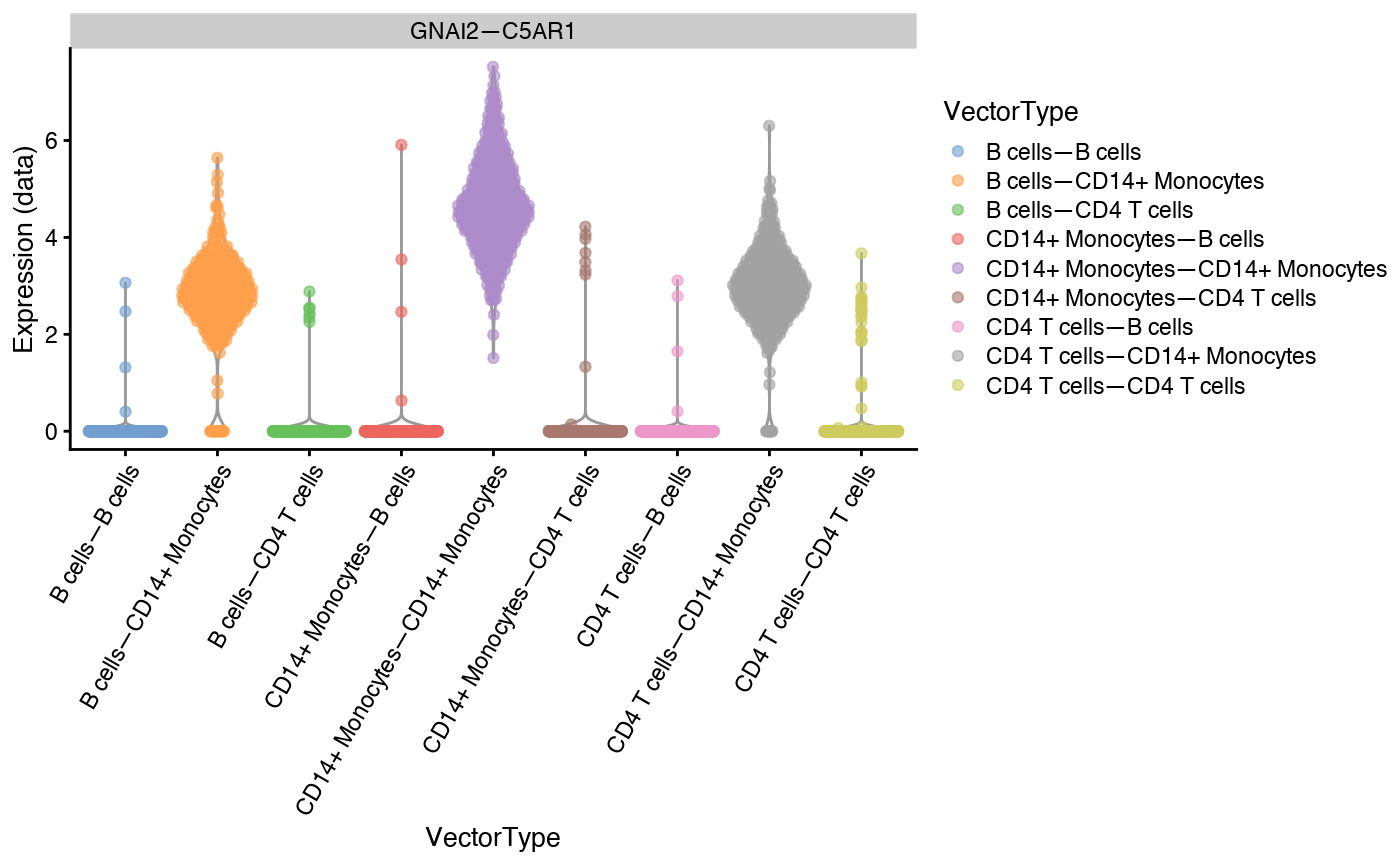 GNAI2—C5AR1
Expression (data)
6
4
2
0
B cells—B cells
B cells—CD14+ Monocytes
B cells—CD4 T cells
CD14+ Monocytes—B cells
CD14+ Monocytes—CD14+ Monocytes
CD14+ Monocytes—CD4 T cells
CD4 T cells—B cells
CD4 T cells—CD14+ Monocytes
CD4 T cells—CD4 T cells
VectorType
VectorType
B cells—B cells
B cells—CD14+ Monocytes
B cells—CD4 T cells
CD14+ Monocytes—B cells
CD14+ Monocytes—CD14+ Monocytes
CD14+ Monocytes—CD4 T cells
CD4 T cells—B cells
CD4 T cells—CD14+ Monocytes
CD4 T cells—CD4 T cells